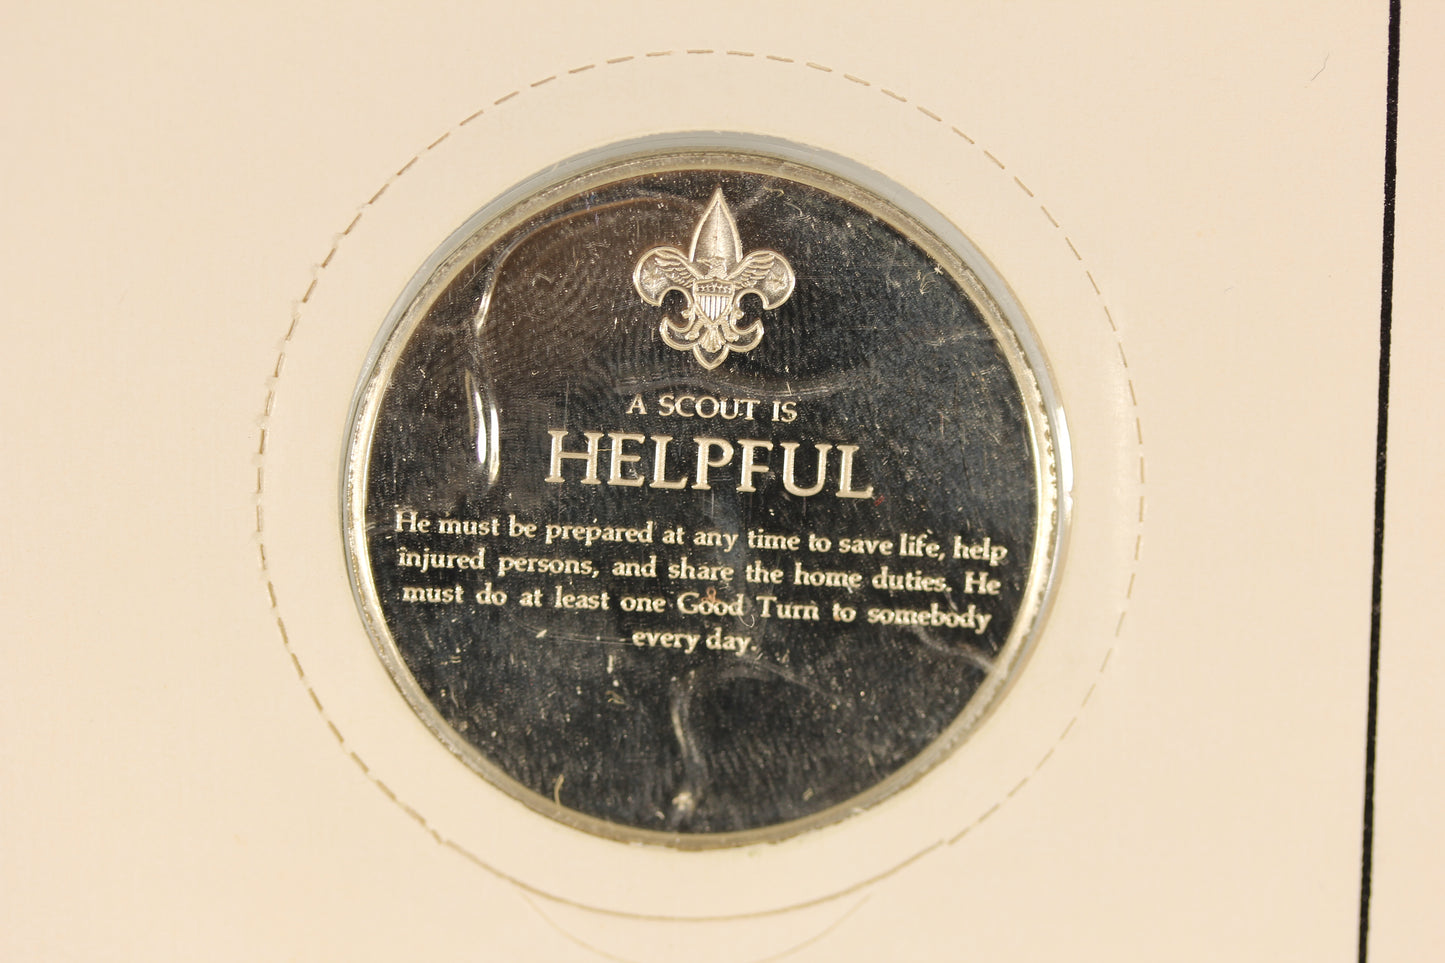 A SCOUT IS
HELPFUL
He must be prepared at any time to save life, help
injured persons, and share the home duties. He
must do at least one Good Turn to somebody
every day.